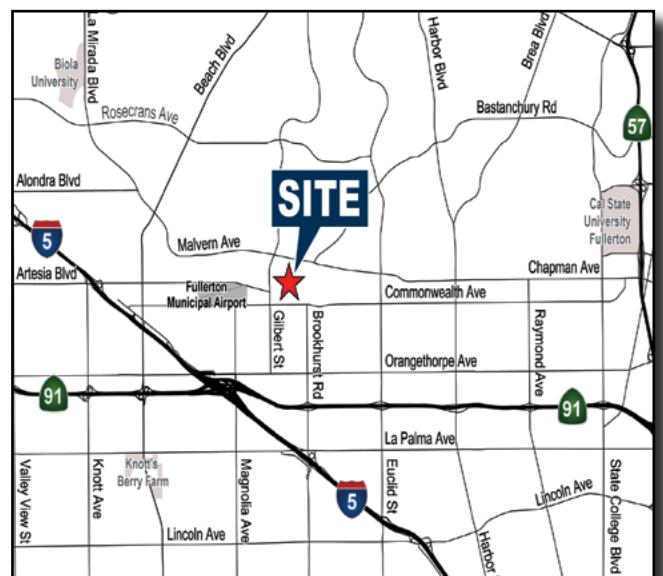 La Mirada Blvd
Beach Blvd
Harbor Blvd
Brea Blvd
Biola
University
Rosecrans Ave
Bastanchury Rd
57
Alondra Blvd
SITE
Cal State
University
Fullerton
5
Malvern Ave
Artesia Blvd
Chapman Ave
Fullerton
Municipal Airport
Commonwealth Ave
Gilbert St
Brookhurst Rd
Raymond Ave
Orangethorpe Ave
91
91
La Palma Ave
Valley View St
Knott Ave
Knott's
Berry Farm
Magnolia Ave
5
Euclid St
Lincoln Ave
State College Blvd
Lincoln Ave
Harbor